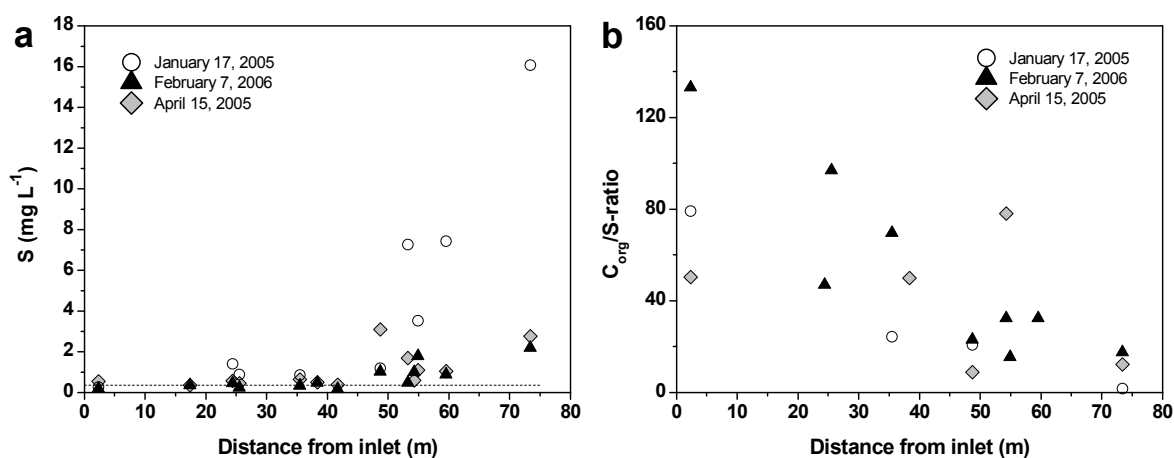 a
18
16
14
12
10
8
6
4
2
0
S (mg L⁻¹)
January 17, 2005
February 7, 2006
April 15, 2005
0 10 20 30 40 50 60 70 80
Distance from inlet (m)
b
160
120
80
40
0
C_org/S-ratio
January 17, 2005
February 7, 2006
April 15, 2005
0 10 20 30 40 50 60 70 80
Distance from inlet (m)